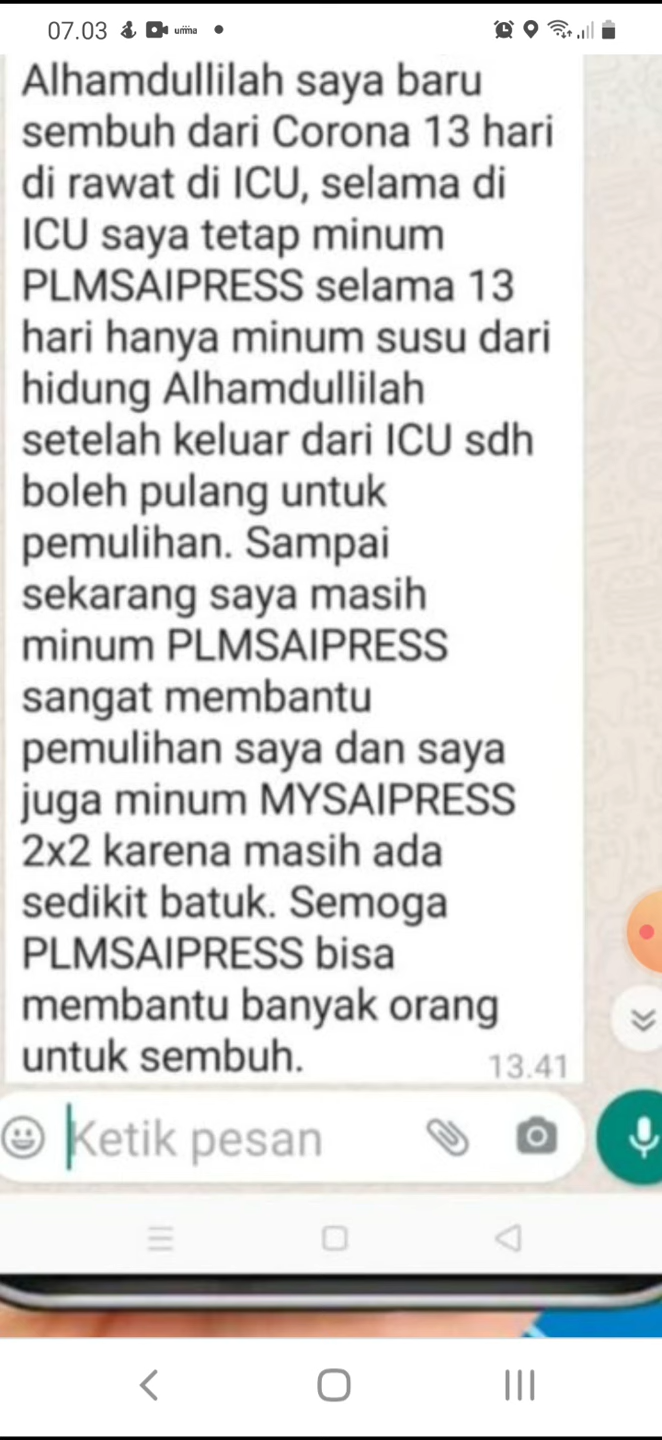 07.03
umma
Alhamdullilah saya baru
sembuh dari Corona 13 hari
di rawat di ICU, selama di
ICU saya tetap minum
PLMSAIPRESS selama 13
hari hanya minum susu dari
hidung Alhamdullilah
setelah keluar dari ICU sdh
boleh pulang untuk
pemulihan. Sampai
sekarang saya masih
minum PLMSAIPRESS
sangat membantu
pemulihan saya dan saya
juga minum MYSAIPRESS
2x2 karena masih ada
sedikit batuk. Semoga
PLMSAIPRESS bisa
membantu banyak orang
untuk sembuh.
13.41
Ketik pesan